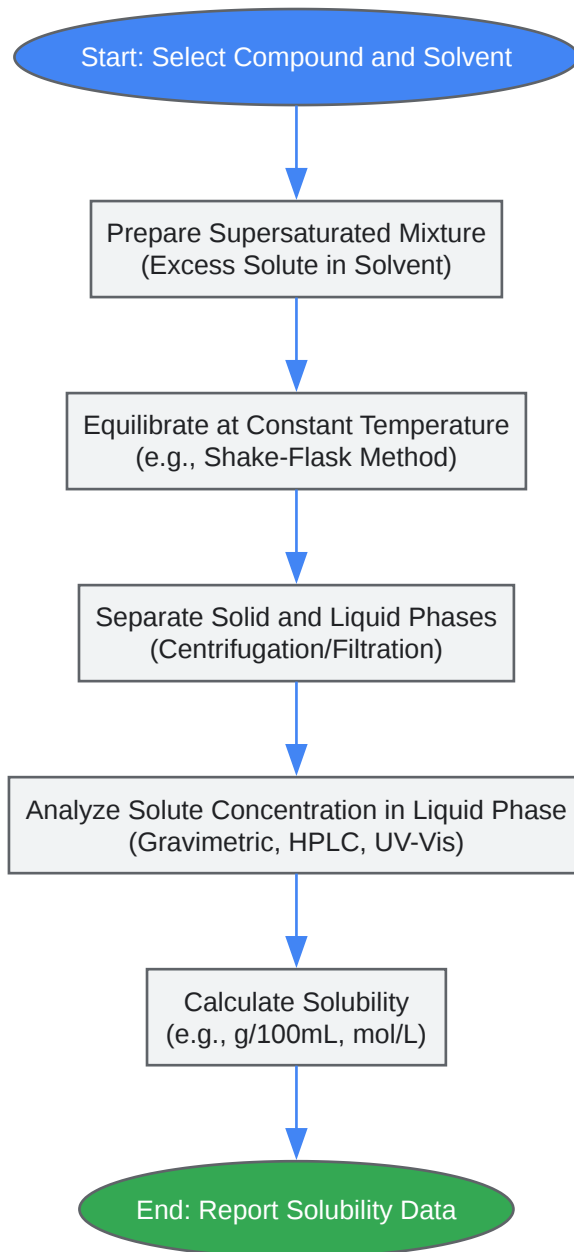 Start: Select Compound and Solvent
Prepare Supersaturated Mixture
(Excess Solute in Solvent)
Equilibrate at Constant Temperature
(e.g., Shake-Flask Method)
Separate Solid and Liquid Phases
(Centrifugation/Filtration)
Analyze Solute Concentration in Liquid Phase
(Gravimetric, HPLC, UV-Vis)
Calculate Solubility
(e.g., g/100mL, mol/L)
End: Report Solubility Data